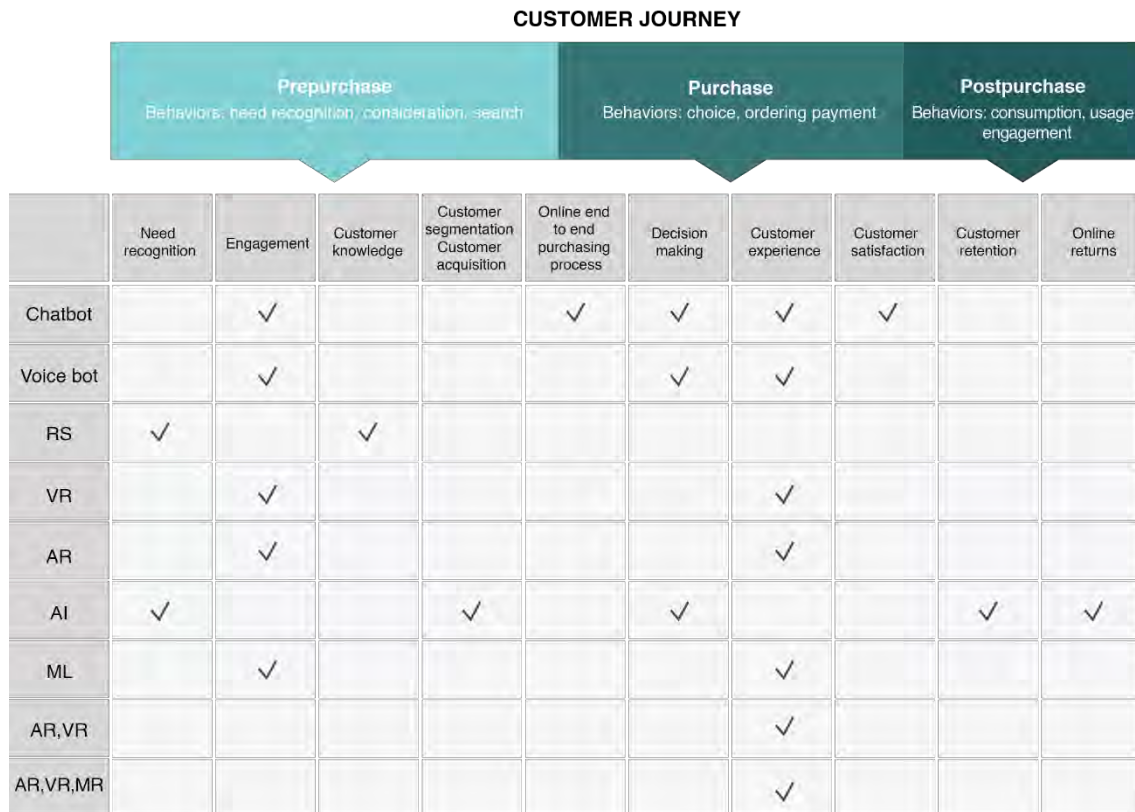 CUSTOMER JOURNEY
Prepurchase
Behaviors: need recognition, consideration, search
Purchase
Behaviors: choice, ordering payment
Postpurchase
Behaviors: consumption, usage
engagement
Need
recognition
Engagement
Customer
knowledge
Customer
segmentation
Customer
acquisition
Online end
to end
purchasing
process
Decision
making
Customer
experience
Customer
satisfaction
Customer
retention
Online
returns
Chatbot
Voice bot
RS
VR
AR
AI
ML
AR,VR
AR,VR,MR